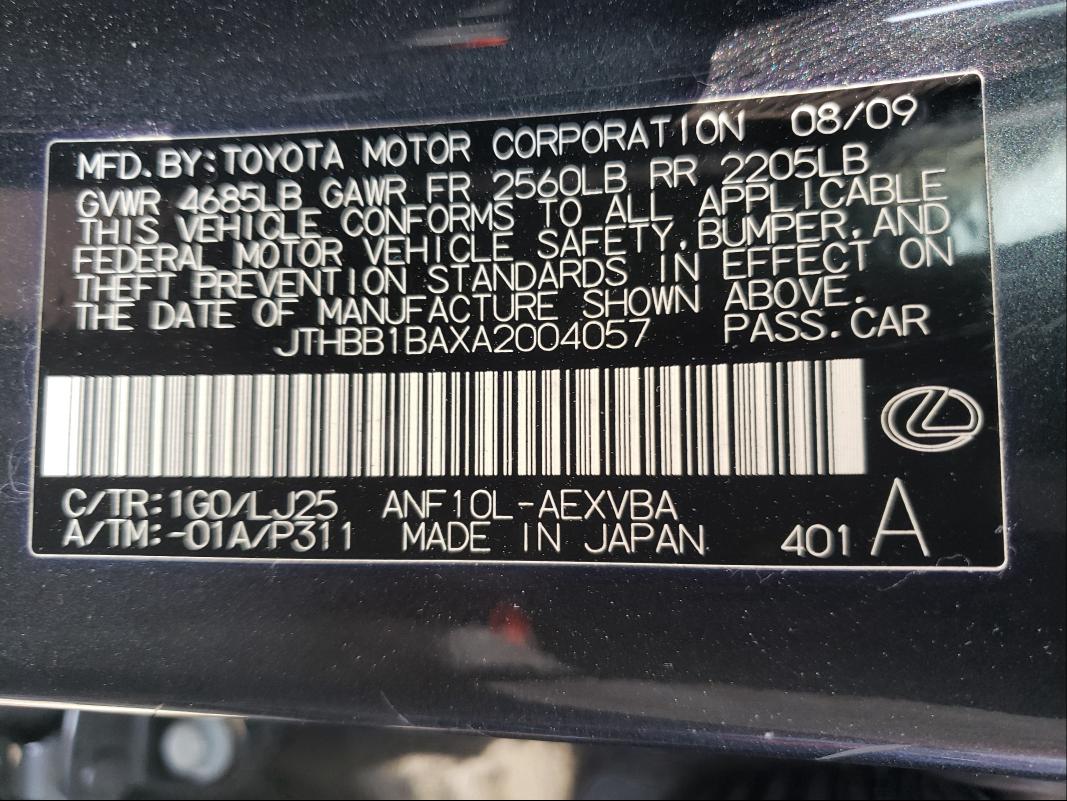 MFD.BY:TOYOTA MOTOR CORPORATION 08/09
GVWR 4685LB GAWR FR 2560LB RR 2205LB
THIS VEHICLE CONFORMS TO ALL APPLICABLE
FEDERAL MOTOR VEHICLE SAFETY,BUMPER,AND
THEFT PREVENTION STANDARDS IN EFFECT ON
THE DATE OF MANUFACTURE SHOWN ABOVE.
JTHBB1BAXA2004057 PASS.CAR
C/TR:1G0/LJ25 ANF10L-AEXVBA
A/TM:-01A/P311 MADE IN JAPAN 401 A